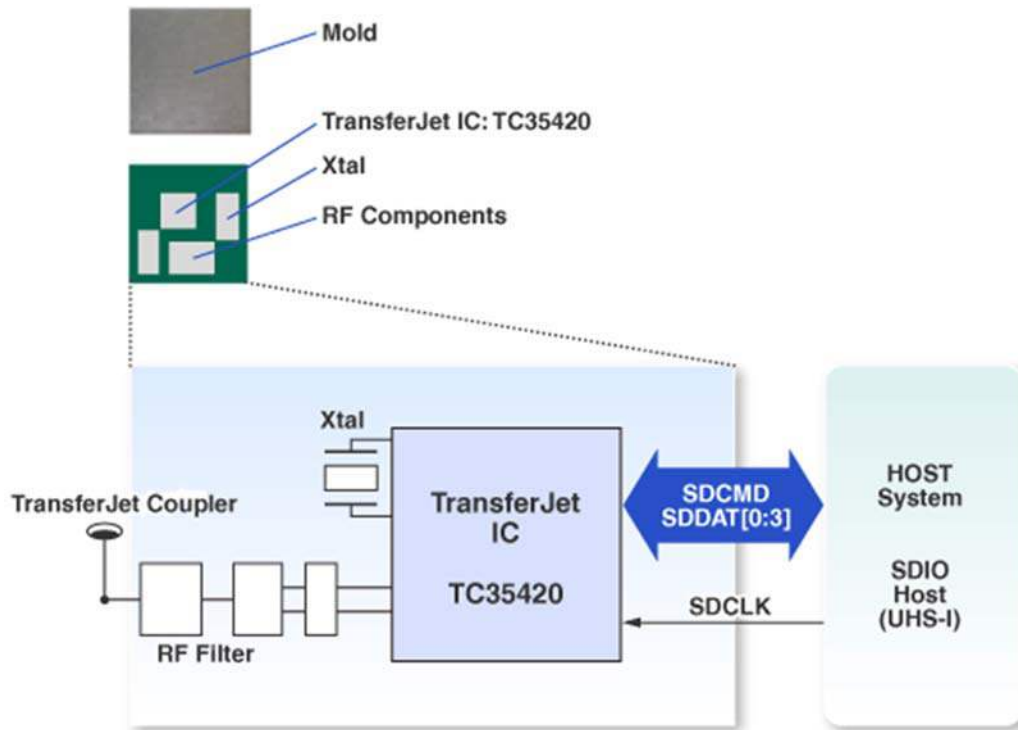 Mold
TransferJet IC: TC35420
Xtal
RF Components
Xtal
TransferJet Coupler
TransferJet
IC
TC35420
RF Filter
SDCMD
SDDAT[0:3]
SDCLK
HOST
System
SDIO
Host
(UHS-I)